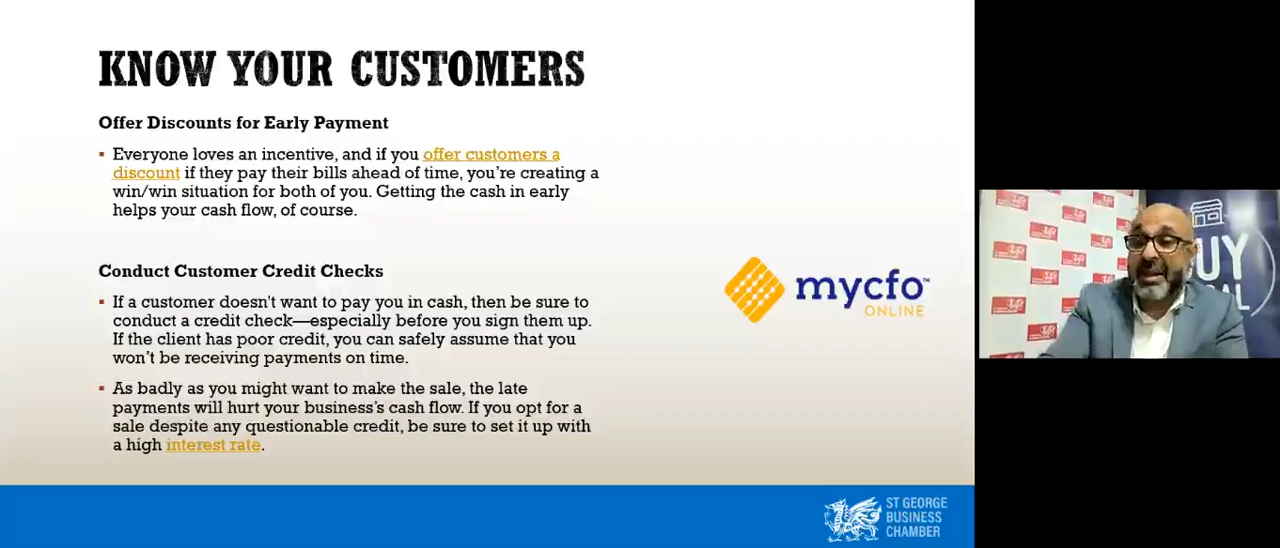 KNOW YOUR CUSTOMERS
Offer Discounts for Early Payment
▪ Everyone loves an incentive, and if you offer customers a
discount if they pay their bills ahead of time, you're creating a
win/win situation for both of you. Getting the cash in early
helps your cash flow, of course.
Conduct Customer Credit Checks
▪ If a customer doesn't want to pay you in cash, then be sure to
conduct a credit check—especially before you sign them up.
If the client has poor credit, you can safely assume that you
won't be receiving payments on time.
▪ As badly as you might want to make the sale, the late
payments will hurt your business's cash flow. If you opt for a
sale despite any questionable credit, be sure to set it up with
a high interest rate.
mycfo™
ONLINE
ST GEORGE
BUSINESS
CHAMBER